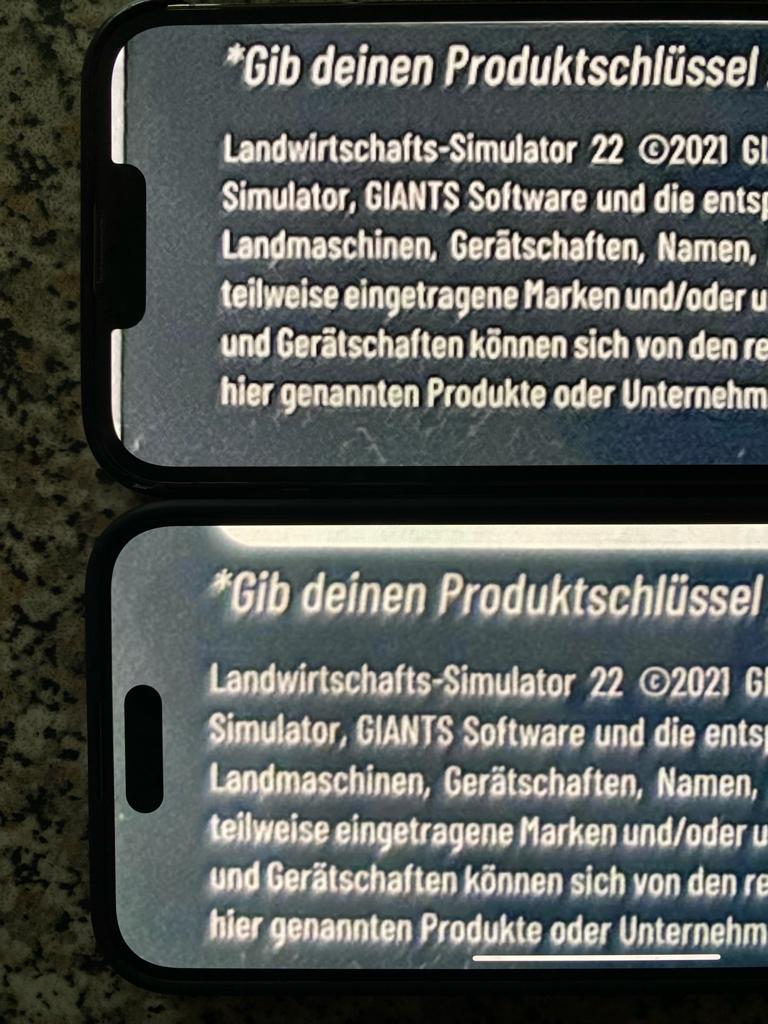 *Gib deinen Produktschlüssel
Landwirtschafts-Simulator 22 ©2021
Simulator, GIANTS Software und die
Landmaschinen, Gerätschaften, Namen,
teilweise eingetragene Marken und/oder
und Gerätschaften können sich von den
hier genannten Produkte oder
*Gib deinen Produktschlüssel
Landwirtschafts-Simulator 22 ©2021
Simulator, GIANTS Software und die
Landmaschinen, Gerätschaften, Namen,
teilweise eingetragene Marken und/oder
und Gerätschaften können sich von den
hier genannten Produkte oder